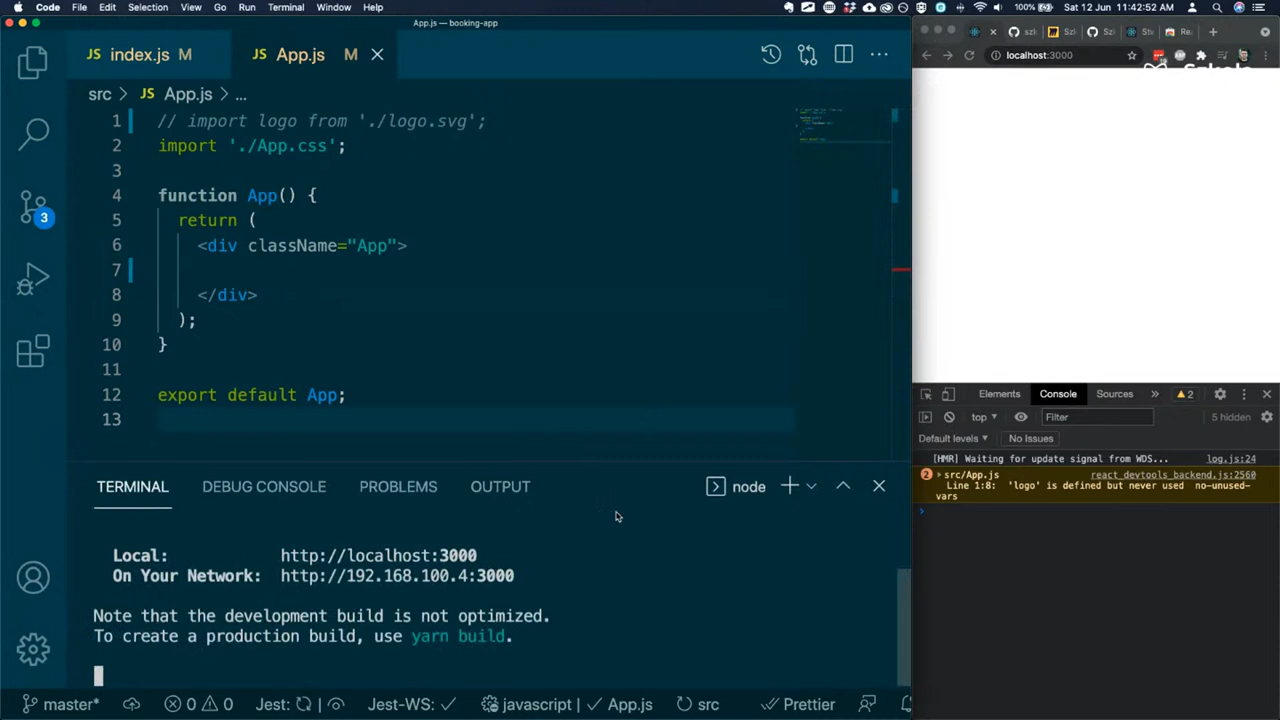 Code File Edit Selection View Go Run Terminal Window Help 100% Sat 12 Jun 11:42:52
App.js — booking-app
JS index.js M JS App.js M
src > JS App.js > ...
1 // import logo from './logo.svg';
2 import './App.css';
3
4 function App() {
5 return (
6 <div className="App">
7
8 </div>
9 );
10 }
11
12 export default App;
13
3
TERMINAL DEBUG CONSOLE PROBLEMS OUTPUT node
Local: http://localhost:3000
On Your Network: http://192.168.100.4:3000
Note that the development build is not optimized.
To create a production build, use yarn build.
master* 0 0 Jest: Jest-WS: javascript | App.js src Prettier
localhost:3000
Elements Console Sources 2
top Filter 5 hidden
Default levels No Issues
[HMR] Waiting for update signal from WDS... log.js:24
2 src/App.js react_devtools_backend.js:2560
Line 1:8: 'logo' is defined but never used no-unused-
vars